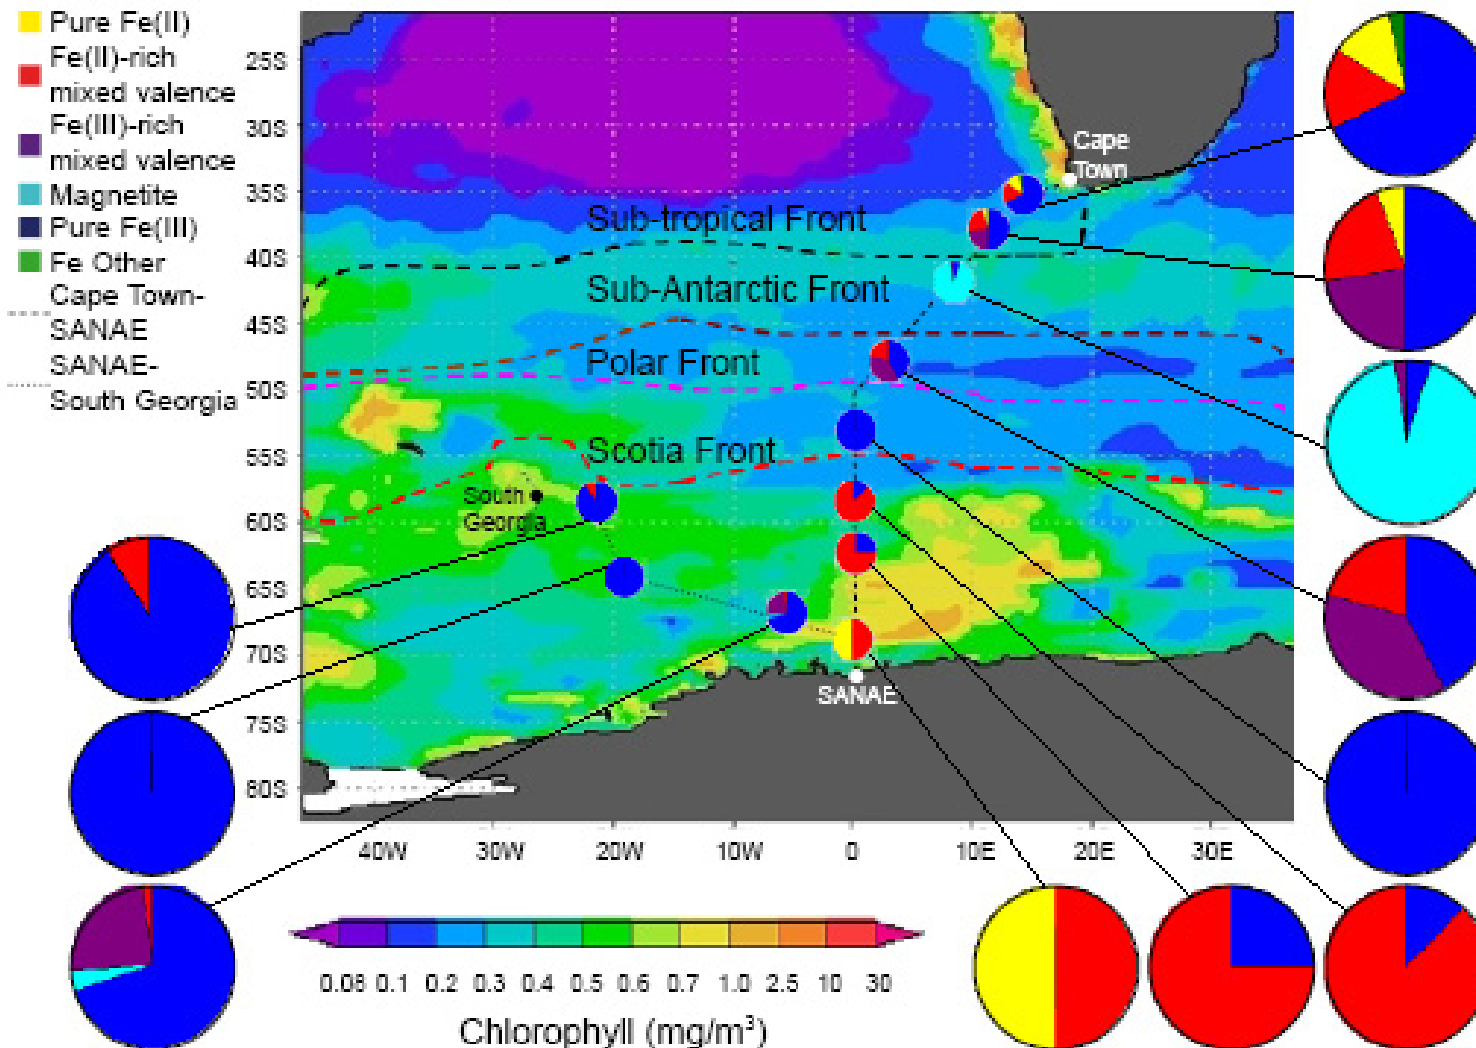 Pure Fe(II)
Fe(II)-rich
mixed valence
Fe(III)-rich
mixed valence
Magnetite
Pure Fe(III)
Fe Other
Cape Town-
SANAE
SANAE-
South Georgia
25S
30S
35S
40S
45S
50S
55S
60S
65S
70S
75S
80S
Cape
Town
Sub-tropical Front
Sub-Antarctic Front
Polar Front
Scotia Front
South
Georgia
SANAE
40W
30W
20W
10W
0
10E
20E
30E
0.08
0.1
0.2
0.3
0.4
0.5
0.6
0.7
1.0
2.5
10
30
Chlorophyll (mg/m³)